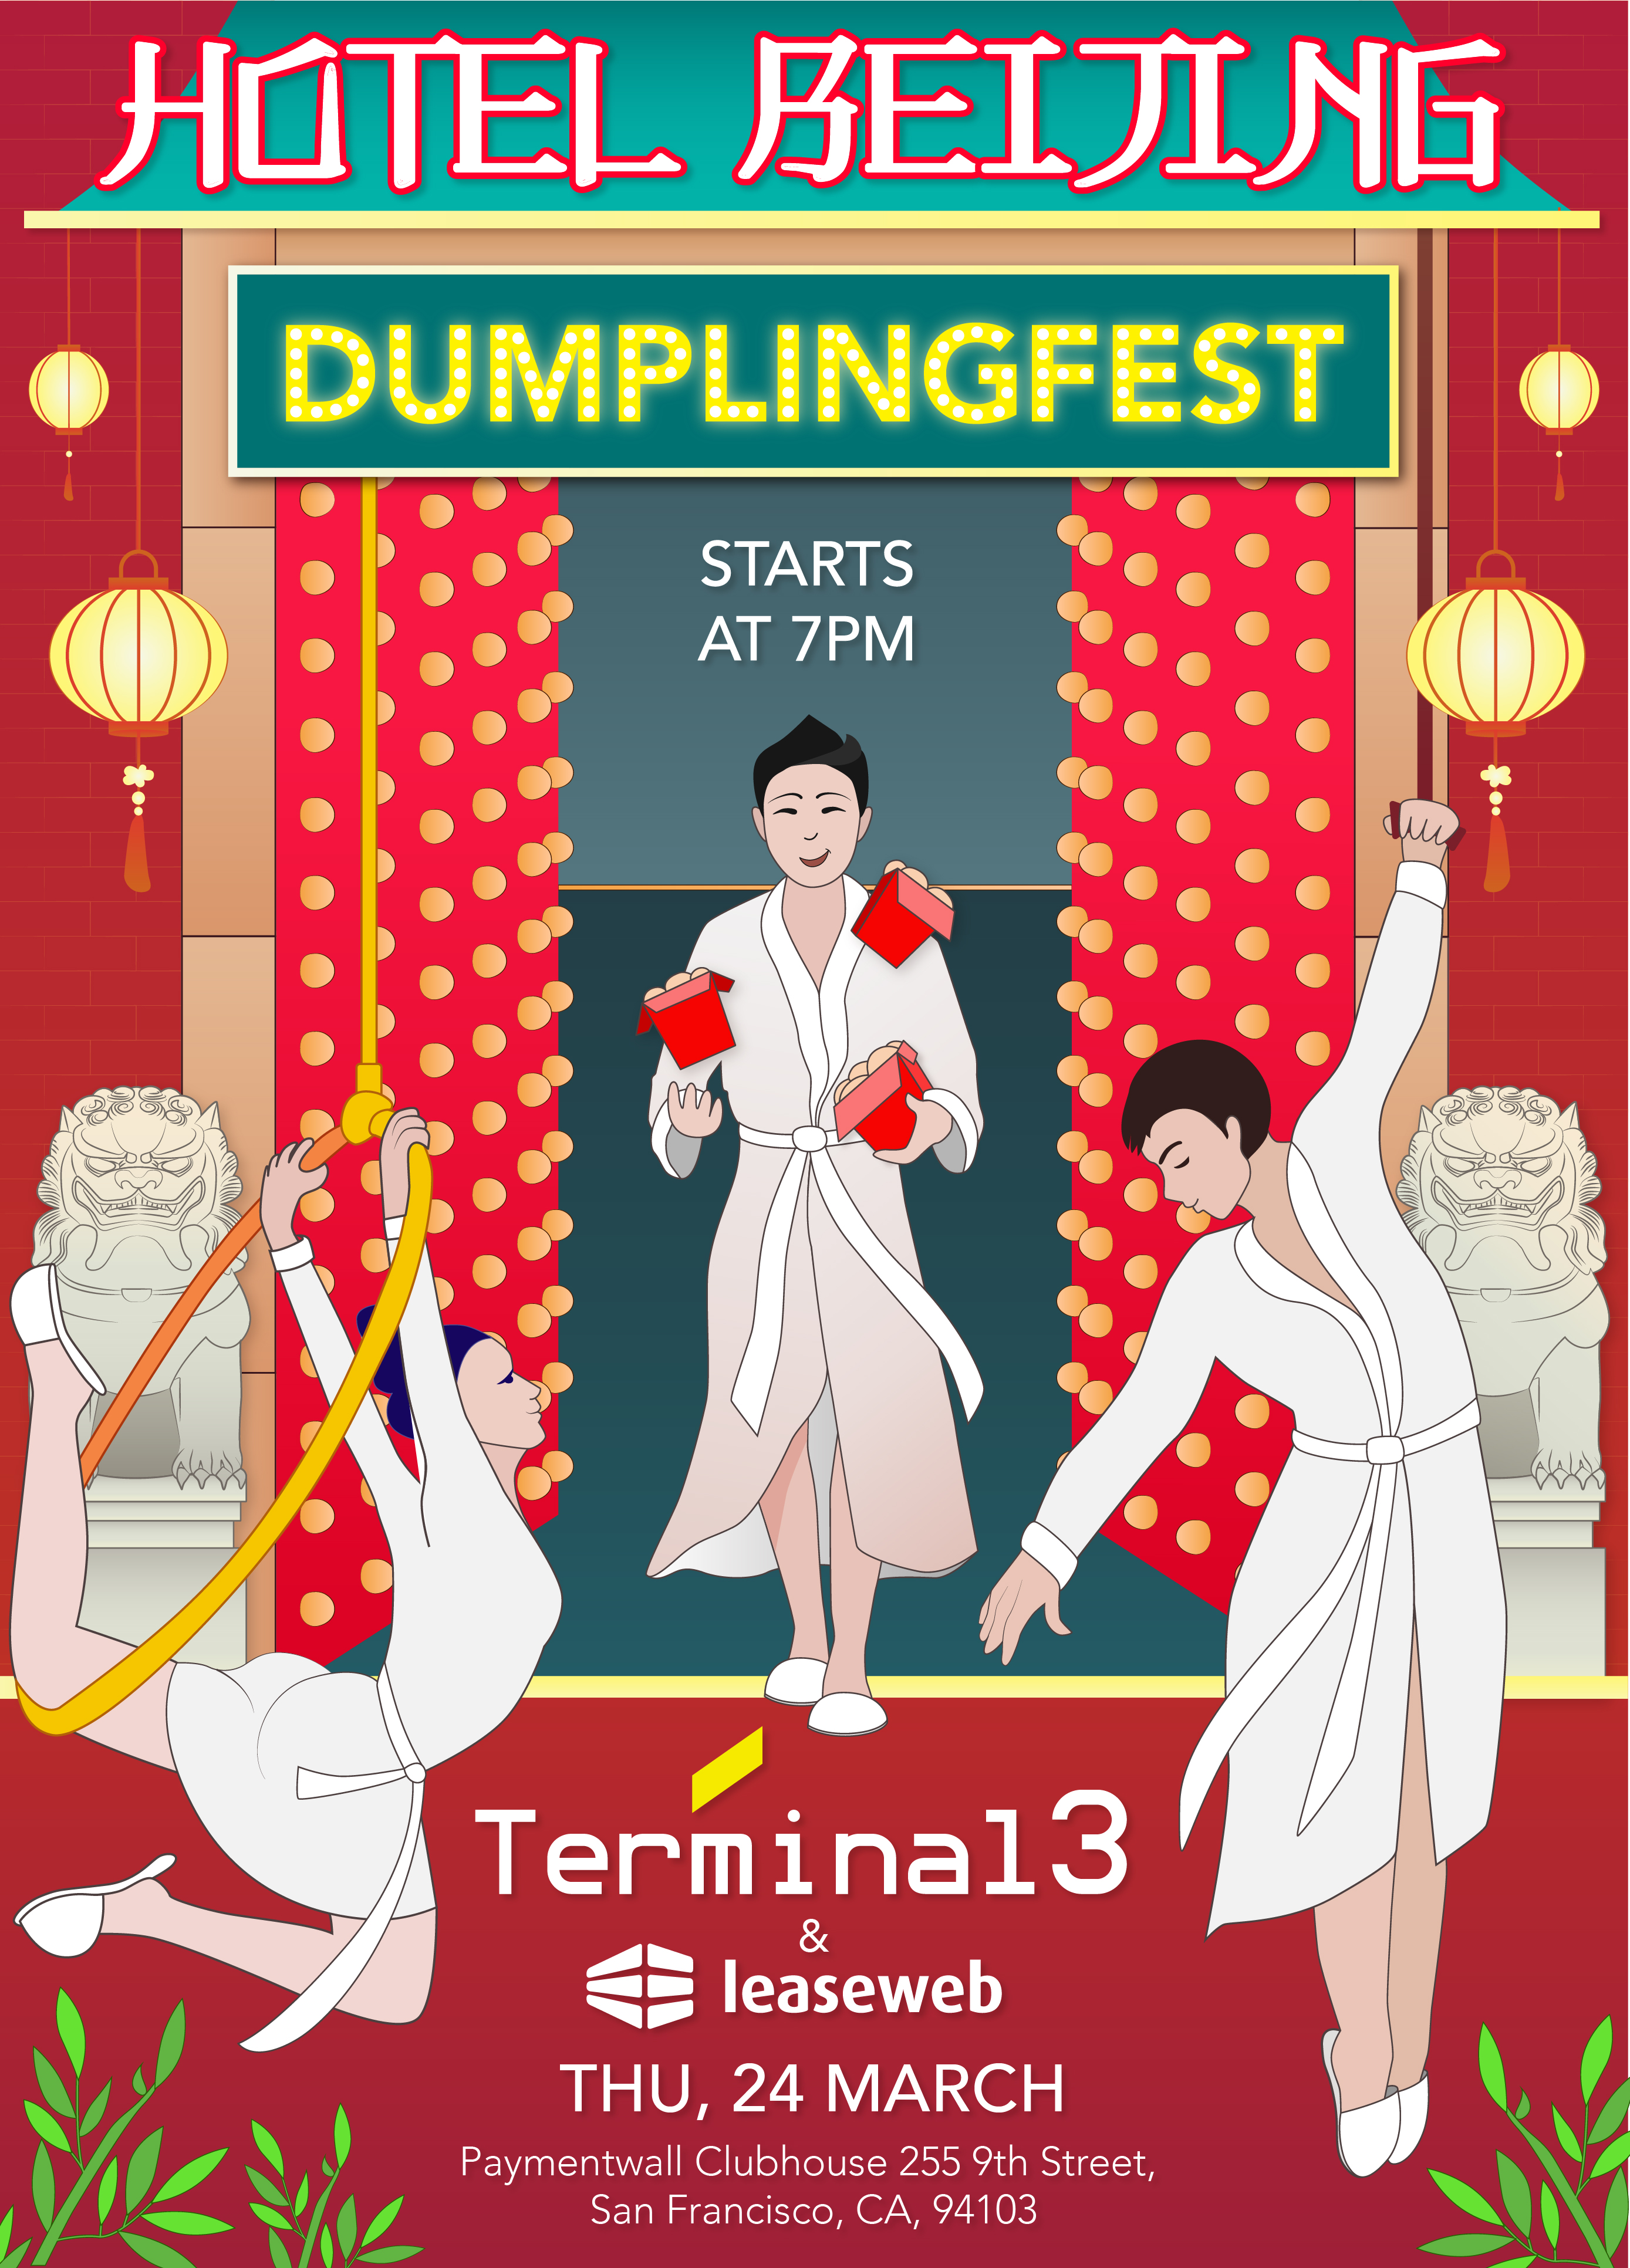 HOTEL BEIJING
DUMPLINGFEST
STARTS
AT 7PM
Terminal3
&
leaseweb
THU, 24 MARCH
Paymentwall Clubhouse 255 9th Street,
San Francisco, CA, 94103